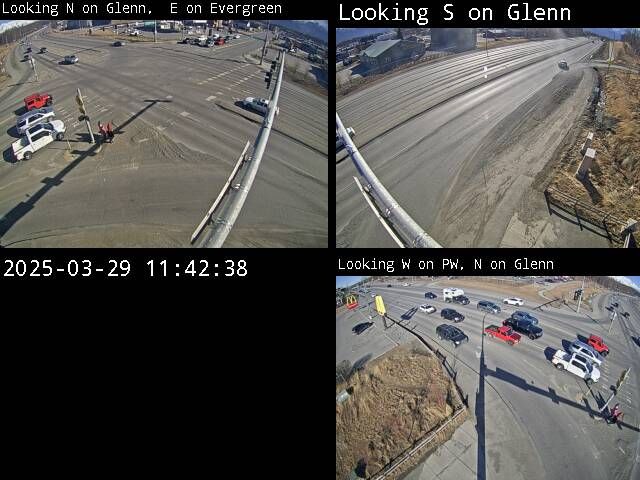 Looking N on Glenn,  E on Evergreen
Looking S on Glenn
2025-03-29 11:42:38
Looking W on PW, N on Glenn